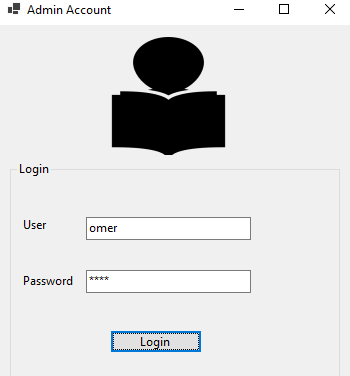 Admin Account
Login
User
omer
Password
****
Login